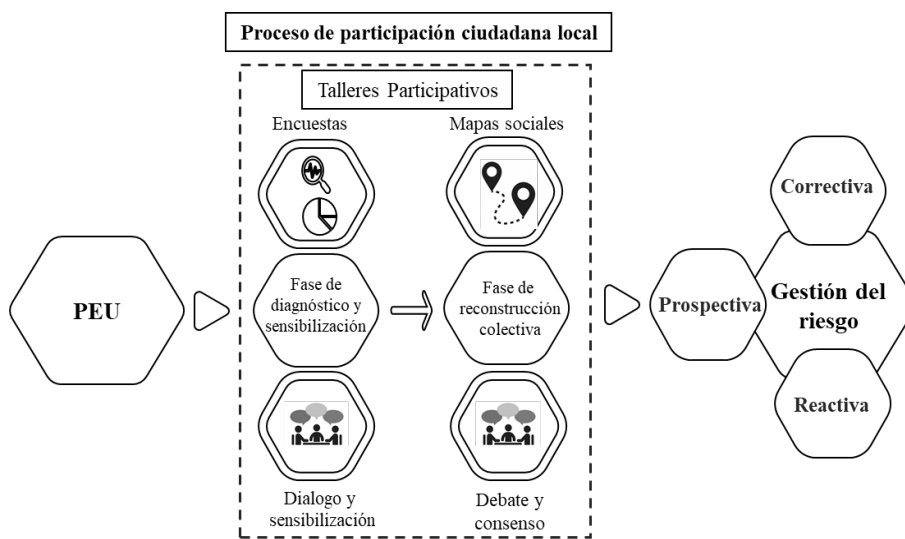 Proceso de participación ciudadana local
Talleres Participativos
Encuestas
Mapas sociales
PEU
Fase de
diagnóstico y
sensibilización
Fase de
reconstrucción
colectiva
Dialogo y
sensibilización
Debate y
consenso
Correctiva
Prospectiva
Gestión del
riesgo
Reactiva